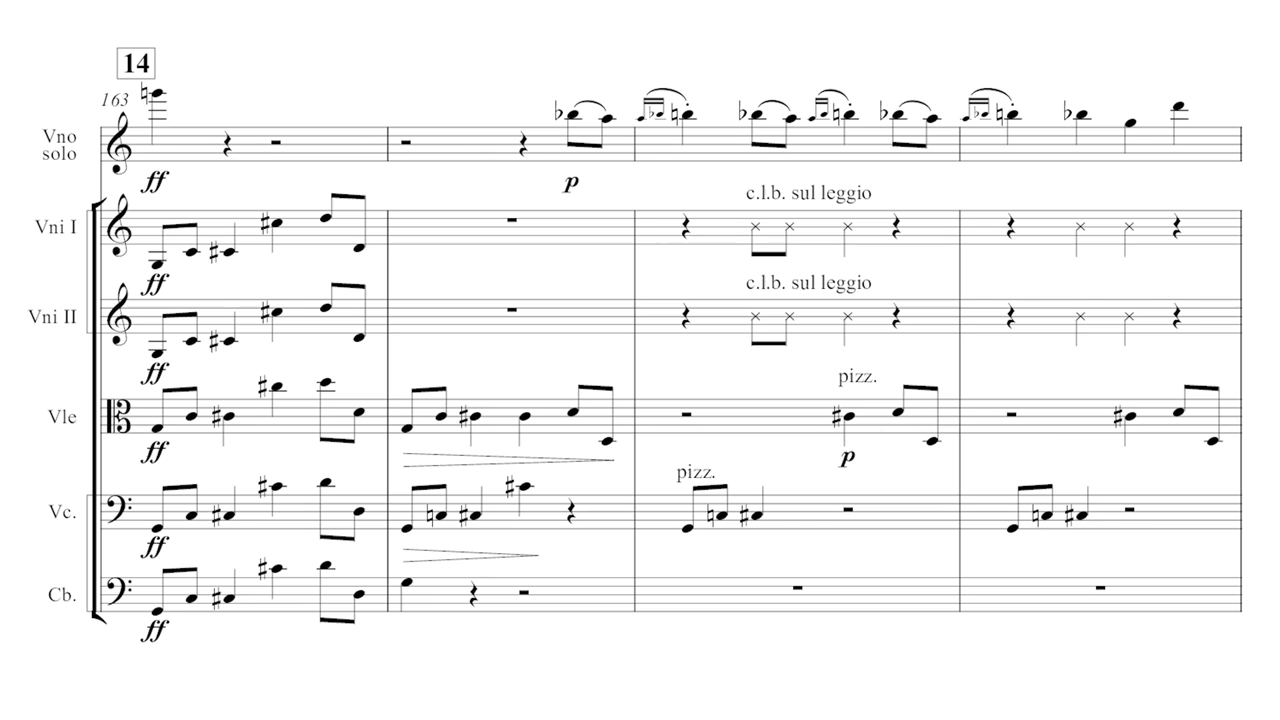 14
163
Vno
solo
ff
p
c.l.b. sul leggio
Vni I
ff
c.l.b. sul leggio
Vni II
ff
pizz.
Vle
ff
p
pizz.
Vc.
ff
Cb.
ff